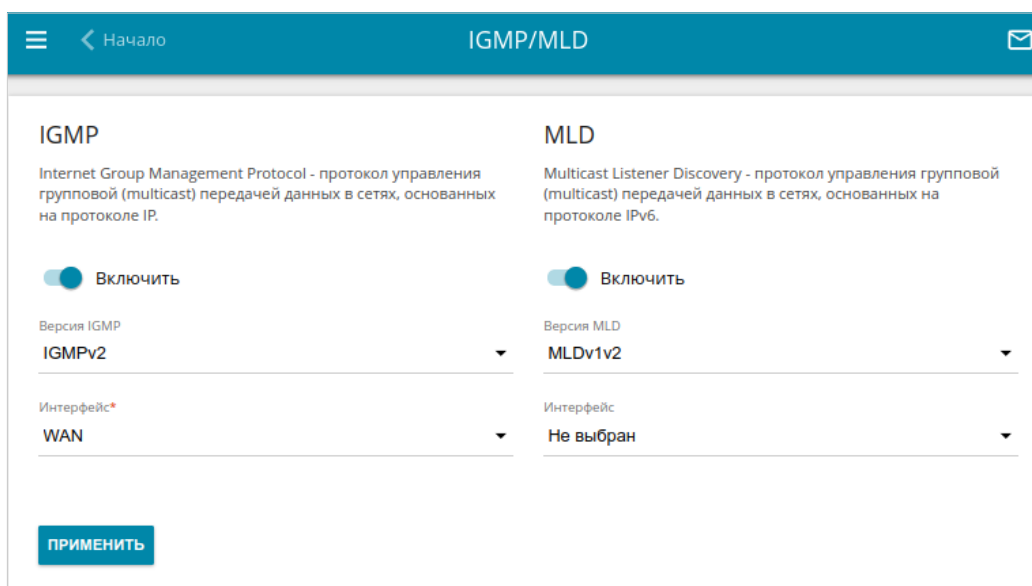 Начало
IGMP/MLD
IGMP
Internet Group Management Protocol - протокол управления
групповой (multicast) передачей данных в сетях, основанных
на протоколе IP.
Включить
Версия IGMP
IGMPv2
Интерфейс*
WAN
MLD
Multicast Listener Discovery - протокол управления групповой
(multicast) передачей данных в сетях, основанных на
протоколе IPv6.
Включить
Версия MLD
MLDv1v2
Интерфейс
Не выбран
ПРИМЕНИТЬ